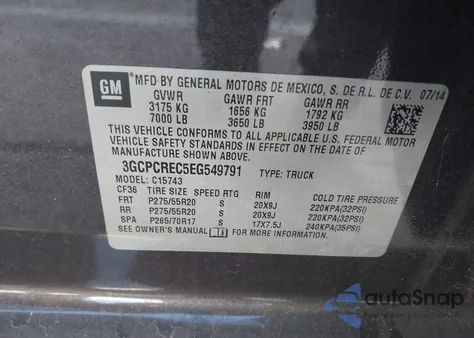 GM
MFD BY GENERAL MOTORS DE MEXICO, S. DE R.L. DE C.V. 07/14
GVWR GAWR FRT GAWR RR
3175 KG 1656 KG 1792 KG
7000 LB 3650 LB 3950 LB
THIS VEHICLE CONFORMS TO ALL APPLICABLE U.S. FEDERAL MOTOR
VEHICLE SAFETY STANDARDS IN EFFECT ON THE DATE OF
MANUFACTURE SHOWN ABOVE.
3GCPCREC5EG549791 TYPE: TRUCK
MODEL: C15743
CF36 TIRE SIZE SPEED RTG RIM COLD TIRE PRESSURE
FRT P275/55R20 S 20X9J 220KPA(32PSI)
RR P275/55R20 S 20X9J 220KPA(32PSI)
SPA P265/70R17 S 17X7.5J 240KPA(35PSI)
SEE OWNER'S MANUAL FOR MORE INFORMATION.
autoSnap